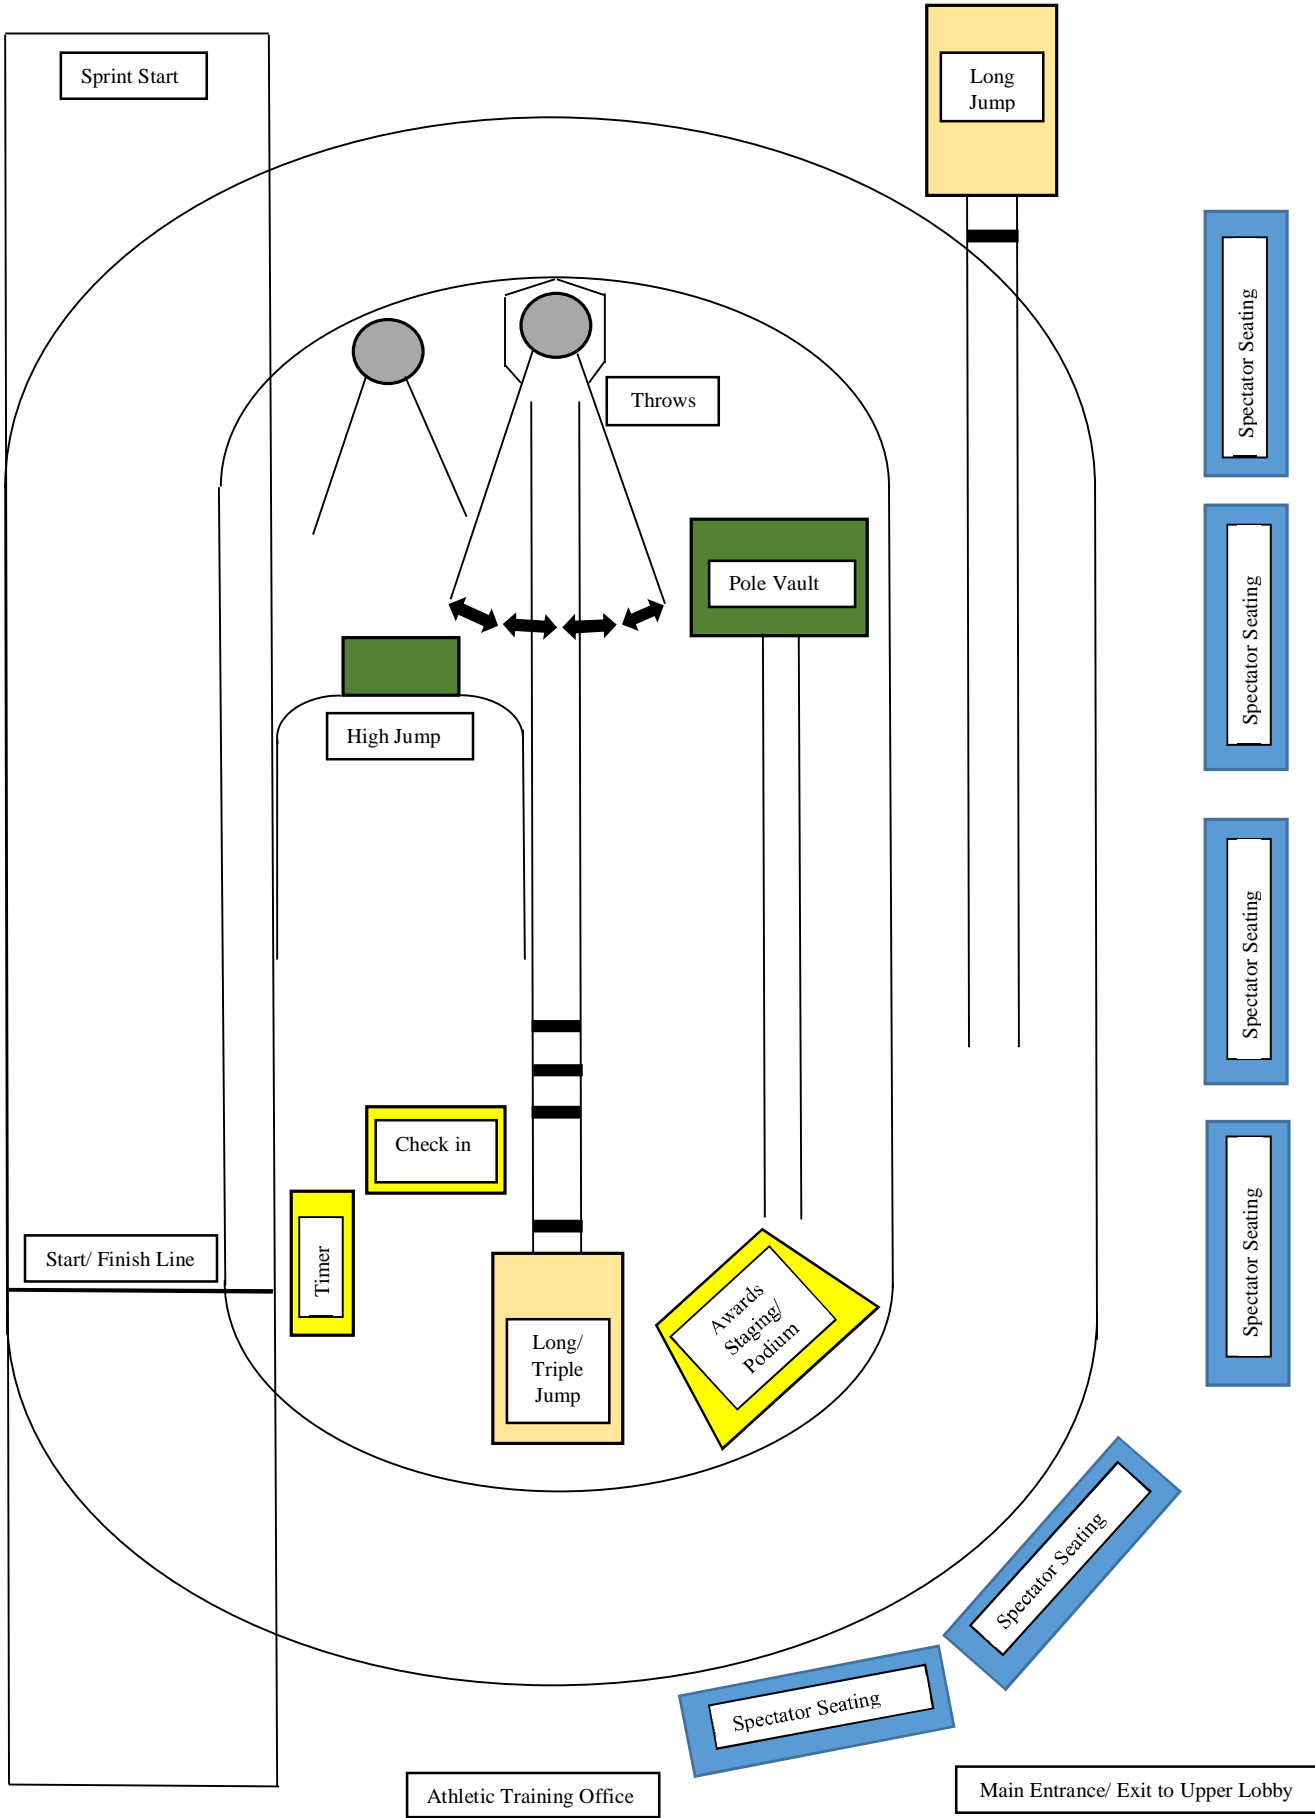 Sprint Start
Long
Jump
Spectator Seating
Throws
Spectator Seating
Pole Vault
High Jump
Spectator Seating
Check in
Spectator Seating
Start/ Finish Line
Timer
Awards
Staging/
Podium
Long/
Triple
Jump
Spectator Seating
Spectator Seating
Athletic Training Office
Main Entrance/ Exit to Upper Lobby